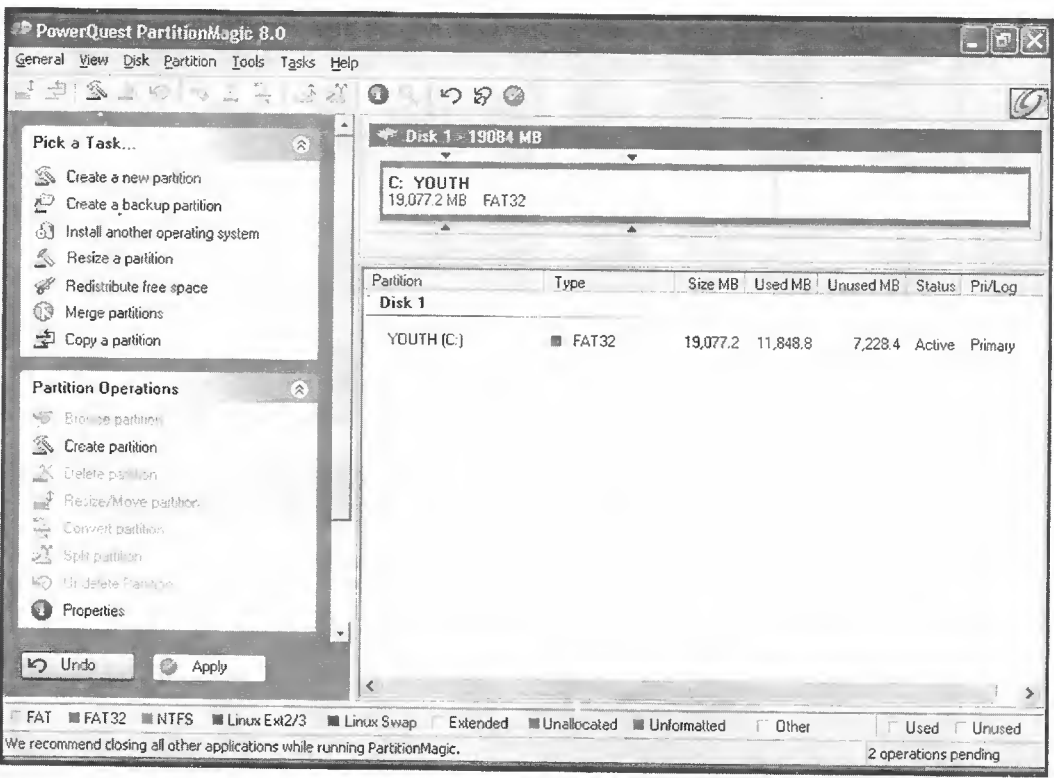 PowerQuest PartitionMagic 8.0
General View Disk Partition Tools Tasks Help
Pick a Task...
Create a new partition
Create a backup partition
Install another operating system
Resize a partition
Redistribute free space
Merge partitions
Copy a partition
Partition Operations
Browse partition
Create partition
Delete partition
Resize/Move partition
Convert partition
Split partition
Undelete Partition
Properties
Undo Apply
Disk 1 - 19084 MB
C: YOUTH
19,077.2 MB FAT32
Partition Type Size MB Used MB Unused MB Status Pri/Log
Disk 1
YOUTH (C:) FAT32 19,077.2 11,848.8 7,228.4 Active Primary
FAT FAT32 NTFS Linux Ext2/3 Linux Swap Extended Unallocated Unformatted Other Used Unused
We recommend closing all other applications while running PartitionMagic.
2 operations pending